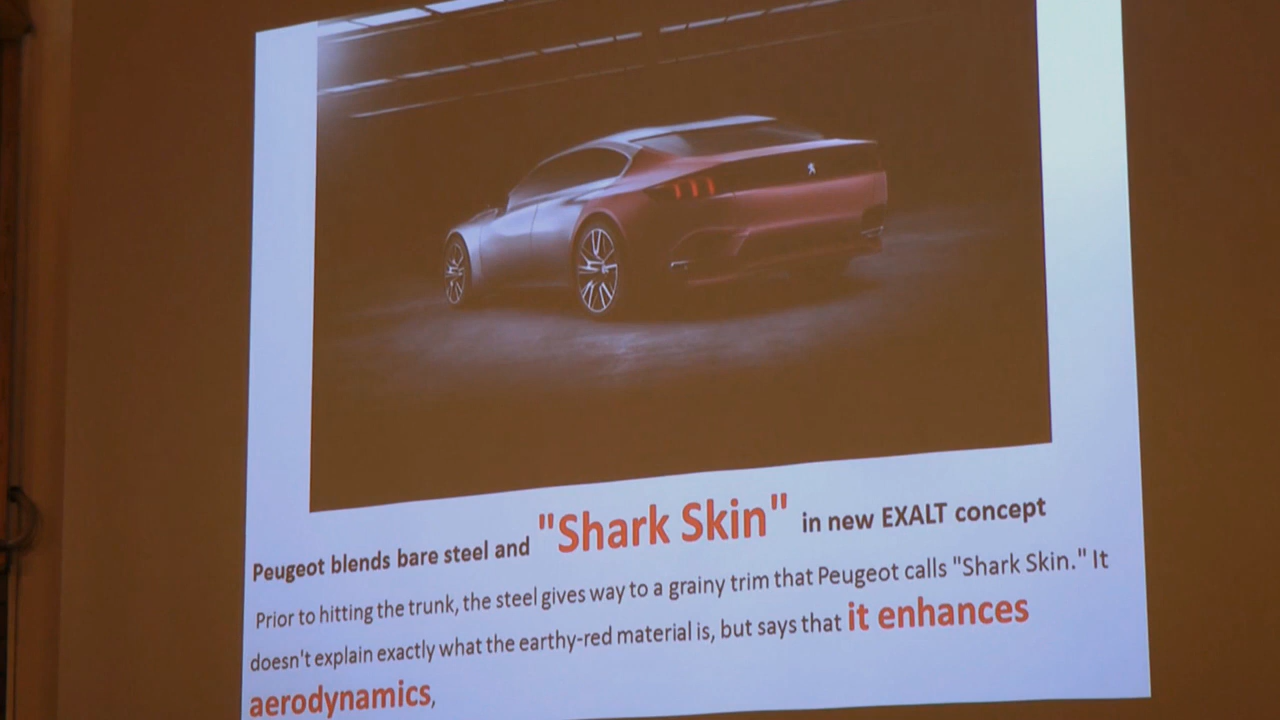 Peugeot blends bare steel and "Shark Skin" in new EXALT concept
Prior to hitting the trunk, the steel gives way to a grainy trim that Peugeot calls "Shark Skin." It
doesn't explain exactly what the earthy-red material is, but says that it enhances
aerodynamics,